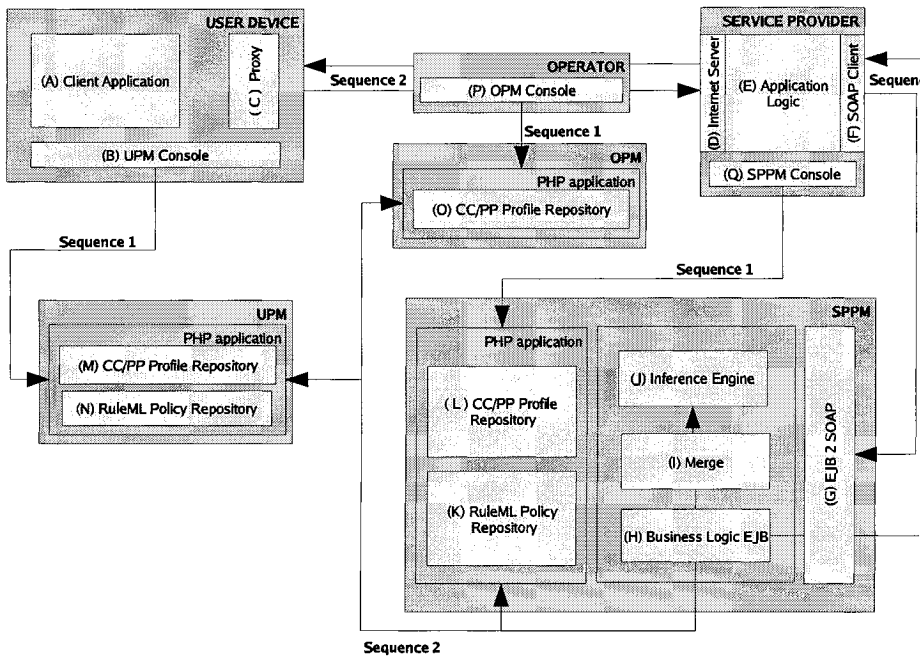 USER DEVICE
(A) Client Application
(C ) Proxy
(B) UPM Console
Sequence 2
OPERATOR
(P) OPM Console
Sequence 1
SERVICE PROVIDER
(D) Internet Server
(E) Application
Logic
(F) SOAP Client
(Q) SPPM Console
Sequenc
OPM
PHP application
(O) CC/PP Profile Repository
Sequence 1
Sequence 1
UPM
PHP application
(M) CC/PP Profile Repository
(N) RuleML Policy Repository
SPPM
PHP application
( L ) CC/PP Profile
Repository
(K) RuleML Policy
Repository
(J) Inference Engine
(I) Merge
(H) Business Logic EJB
(G) EJB 2 SOAP
Sequence 2